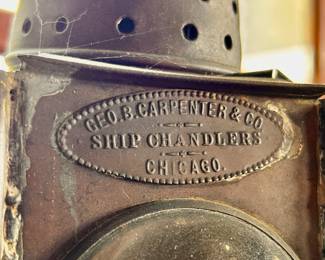 GEO.B.CARPENTER & CO.
SHIP CHANDLERS
CHICAGO.